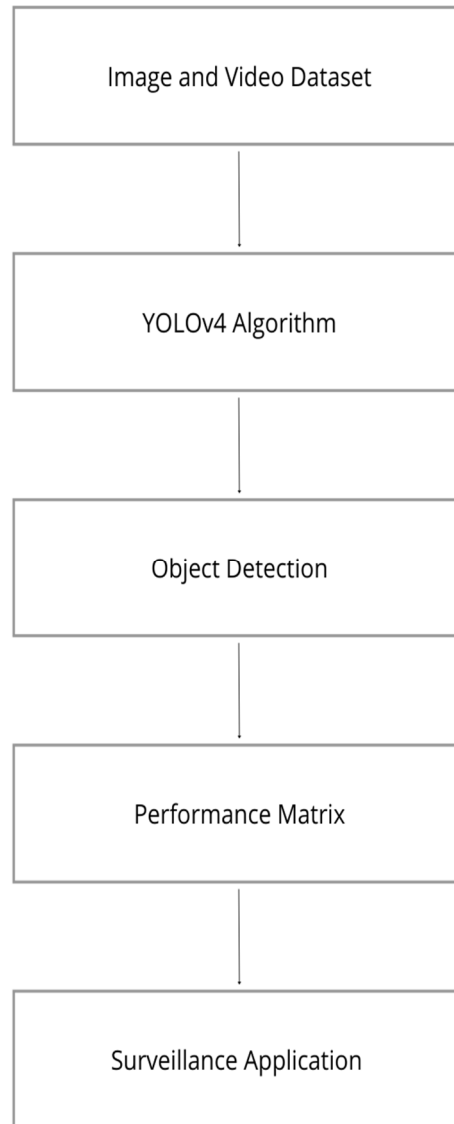 Image and Video Dataset
YOLOv4 Algorithm
Object Detection
Performance Matrix
Surveillance Application